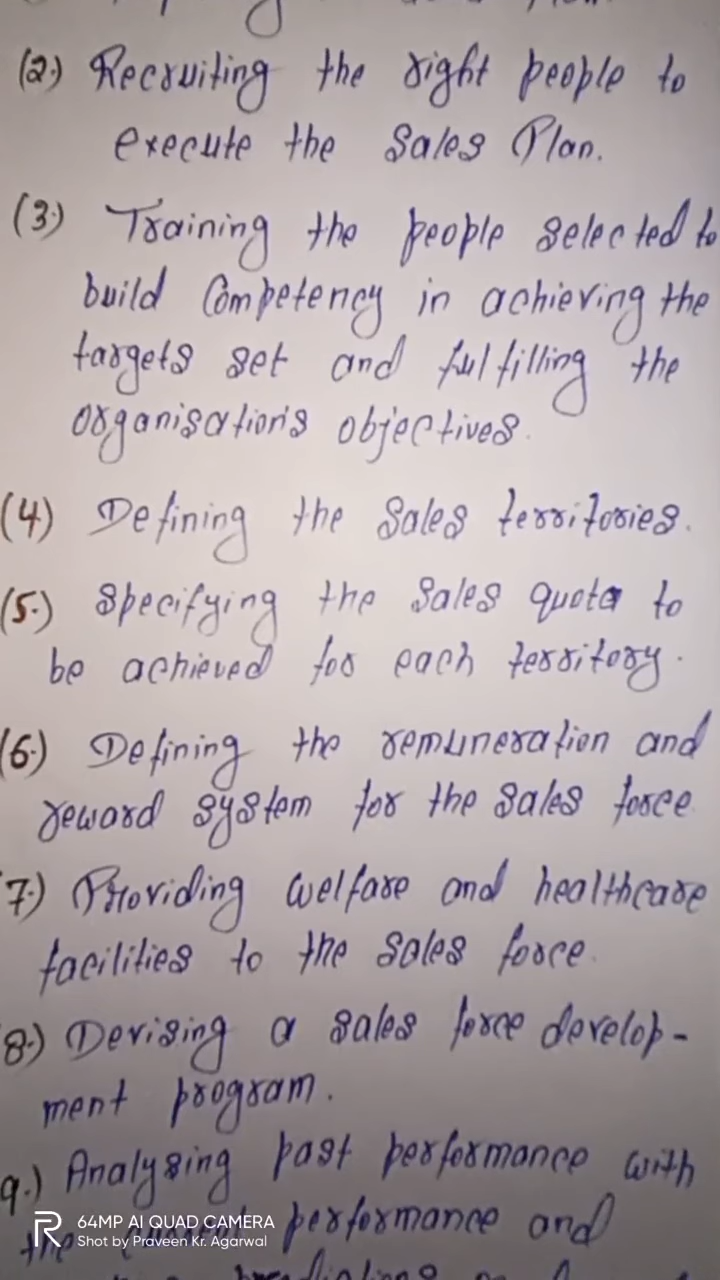 (2.) Recruiting the right people to
execute the Sales Plan.
(3.) Training the people selected to
build Competency in achieving the
targets set and fulfilling the
organisation's objectives.
(4) Defining the Sales territories.
(5.) Specifying the Sales quota to
be achieved for each territory.
(6.) Defining the remuneration and
reward system for the sales force
7.) Providing welfare and healthcare
facilities to the sales force.
8.) Devising a sales force develop-
ment program.
9.) Analysing past performance with
the performance and
64MP AI QUAD CAMERA
Shot by Praveen Kr. Agarwal